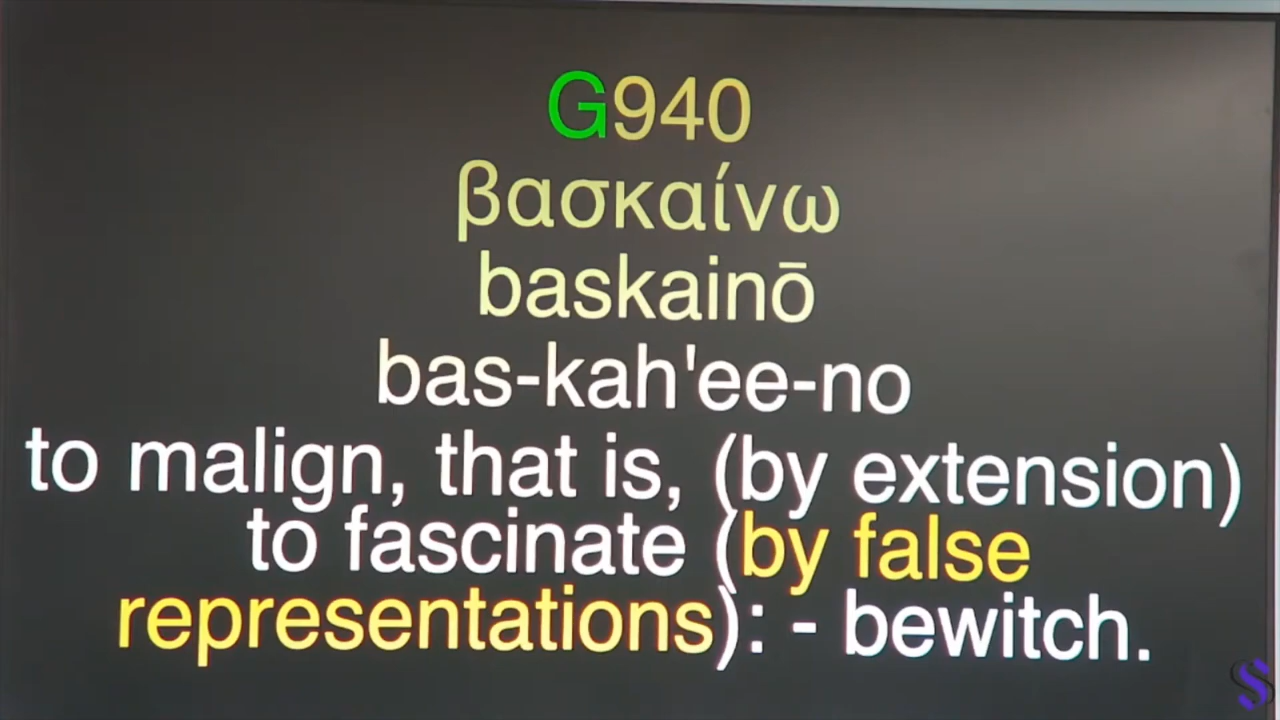 G940
βασκαίνω
baskainō
bas-kah'ee-no
to malign, that is, (by extension)
to fascinate (by false
representations): - bewitch.